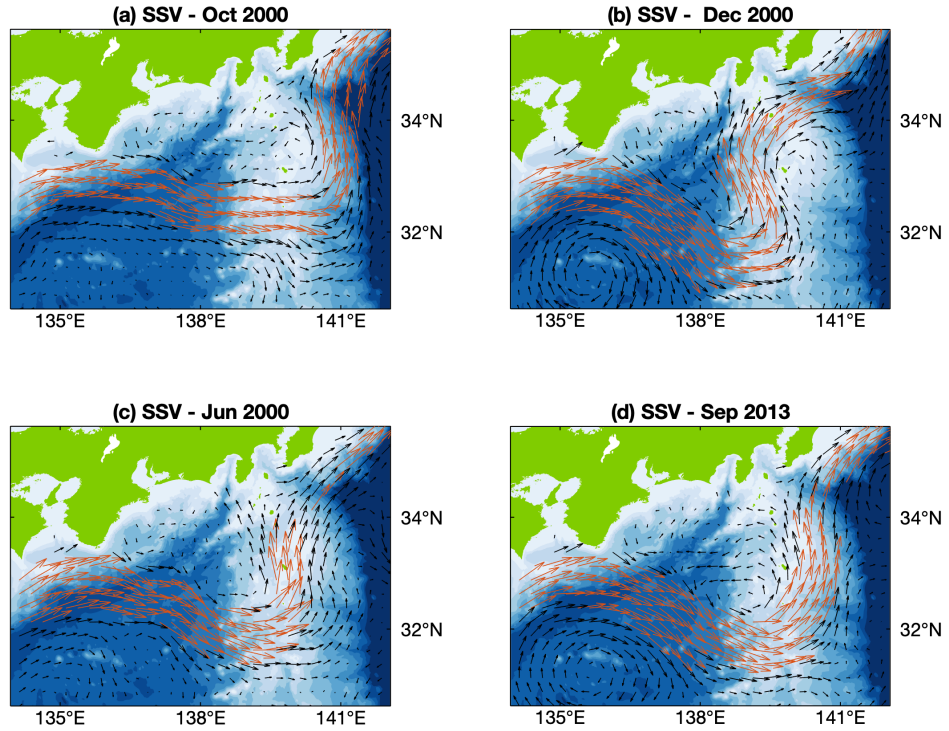 (a) SSV - Oct 2000
(b) SSV -  Dec 2000
34°N
34°N
32°N
32°N
135°E 138°E 141°E
135°E 138°E 141°E
(c) SSV - Jun 2000
(d) SSV - Sep 2013
34°N
34°N
32°N
32°N
135°E 138°E 141°E
135°E 138°E 141°E